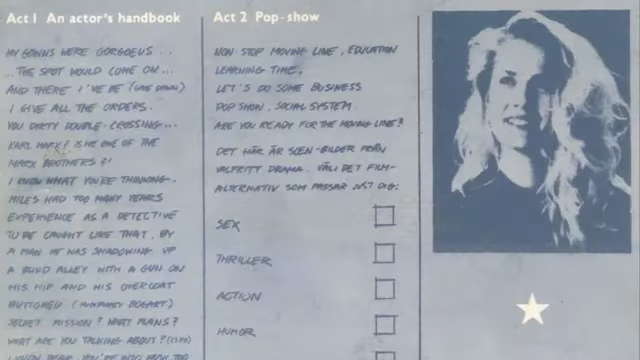 Act 1 An actor's handbook
MY GOWNS WERE GORGEOUS ...
... THE SPOT WOULD COME ON ...
AND THERE I'VE BE (LIVE DAWN)
I GIVE ALL THE ORDERS.
YOU DIRTY DOUBLE-CROSSING ...
KARL MARX! IS HE ONE OF THE
MARX BROTHERS?!
I KNOW WHAT YOU'RE THINKING.
MILES HAD TOO MANY YEARS
EXPERIENCE AS A DETECTIVE
TO BE CAUGHT LIKE THAT, BY
A MAN HE WAS SHADOWING UP
A BLIND ALLEY WITH A GUN ON
HIS HIP AND HIS OVERCOAT
BUTTONED (HUMPHREY BOGART)
SECRET MISSION? WHAT PLANS?
WHAT ARE YOU TALKING ABOUT?
Act 2 Pop-show
NON STOP MOVING LINE, EDUCATION
LEARNING TIME.
LET'S DO SOME BUSINESS
POP SHOW. SOCIAL SYSTEM.
ARE YOU READY FOR THE MOVING LINE?
DET HÄR ÄR SCEN-BILDER FRÅN
VALFRITT DRAMA. VÄLJ DET FILM-
ALTERNATIV SOM PASSAR JUST DIG:
SEX
THRILLER
ACTION
HUMOR